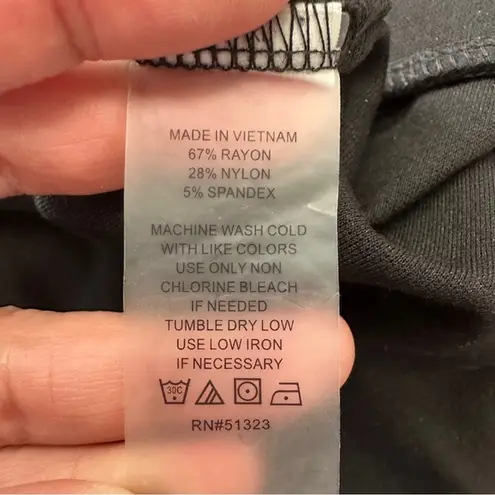 MADE IN VIETNAM
67% RAYON
28% NYLON
5% SPANDEX
MACHINE WASH COLD
WITH LIKE COLORS
USE ONLY NON
CHLORINE BLEACH
IF NEEDED
TUMBLE DRY LOW
USE LOW IRON
IF NECESSARY
30C
RN#51323